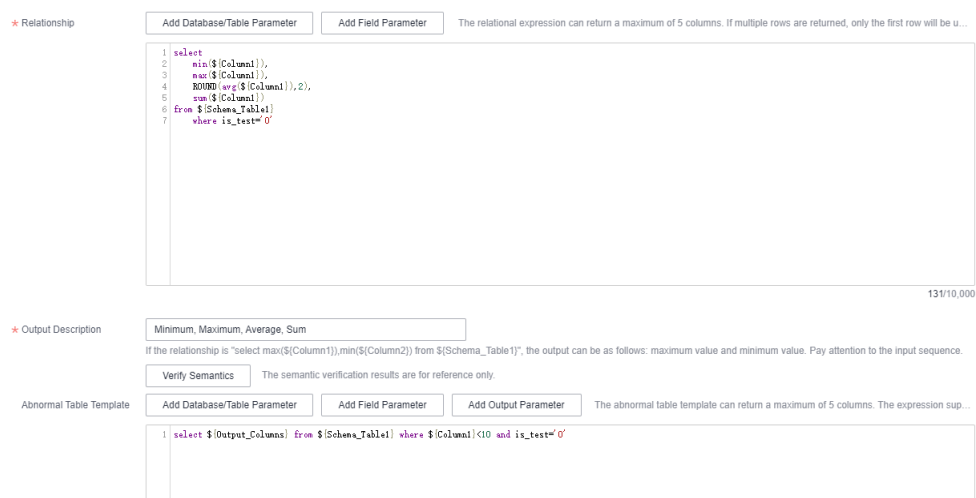 * Relationship
Add Database/Table Parameter
Add Field Parameter
The relational expression can return a maximum of 5 columns. If multiple rows are returned, only the first row will be u...
1 select
2 min(${Column1}),
3 max(${Column1}),
4 ROUND(avg(${Column1}),2),
5 sum(${Column1})
6 from ${Schema_Table1}
7 where is_test='0'
131/10,000
* Output Description
Minimum, Maximum, Average, Sum
If the relationship is "select max(${Column1}),min(${Column2}) from ${Schema_Table1}", the output can be as follows: maximum value and minimum value. Pay attention to the input sequence.
Verify Semantics
The semantic verification results are for reference only.
Abnormal Table Template
Add Database/Table Parameter
Add Field Parameter
Add Output Parameter
The abnormal table template can return a maximum of 5 columns. The expression sup...
1 select ${Output_Columns} from ${Schema_Table1} where ${Column1}<10 and is_test='0'